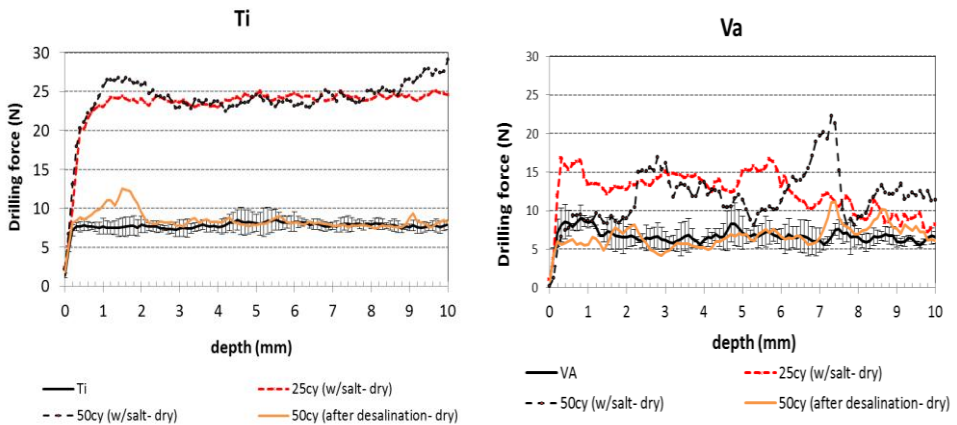 Ti
30
25
20
15
10
5
0
Drilling force (N)
0 1 2 3 4 5 6 7 8 9 10
depth (mm)
Ti
25cy (w/salt- dry)
50cy (w/salt- dry)
50cy (after desalination- dry)
Va
30
25
20
15
10
5
0
Drilling force (N)
0 1 2 3 4 5 6 7 8 9 10
depth (mm)
VA
25cy (w/salt- dry)
50cy (w/salt- dry)
50cy (after desalination- dry)